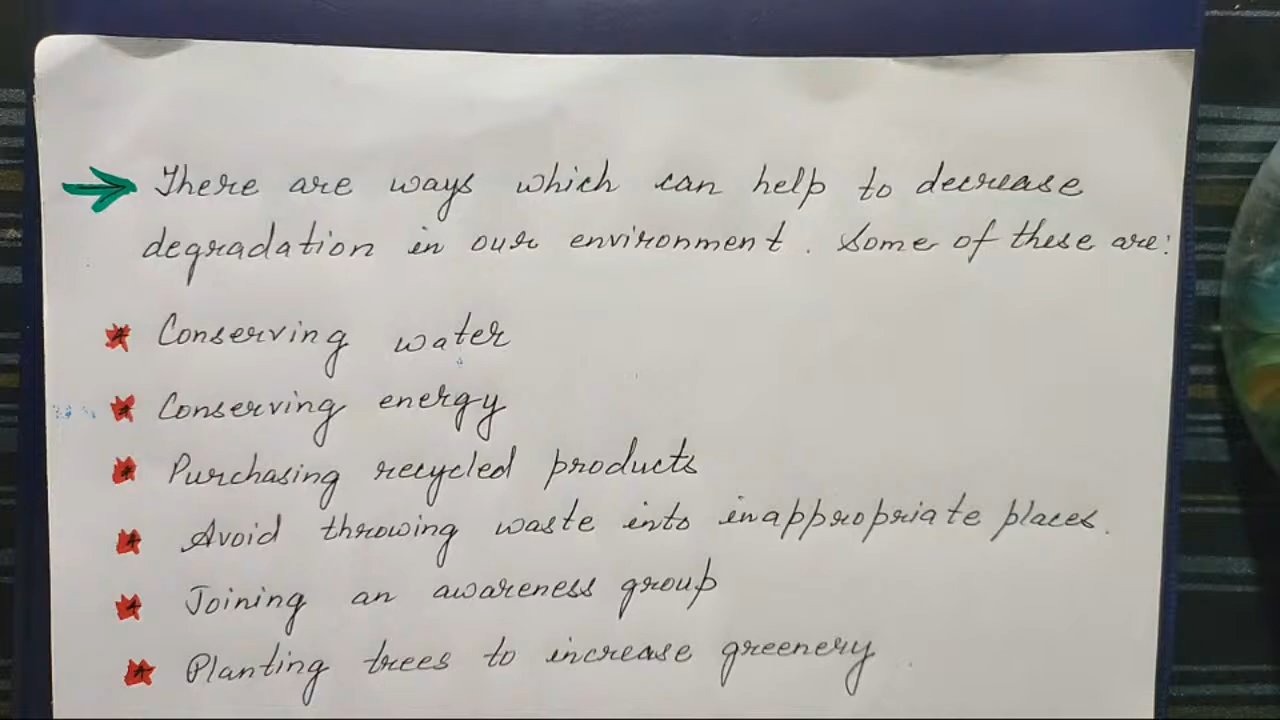 There are ways which can help to decrease
degradation in our environment. Some of these are:
Conserving water
Conserving energy
Purchasing recycled products
Avoid throwing waste into inappropriate places.
Joining an awareness group
Planting trees to increase greenery.